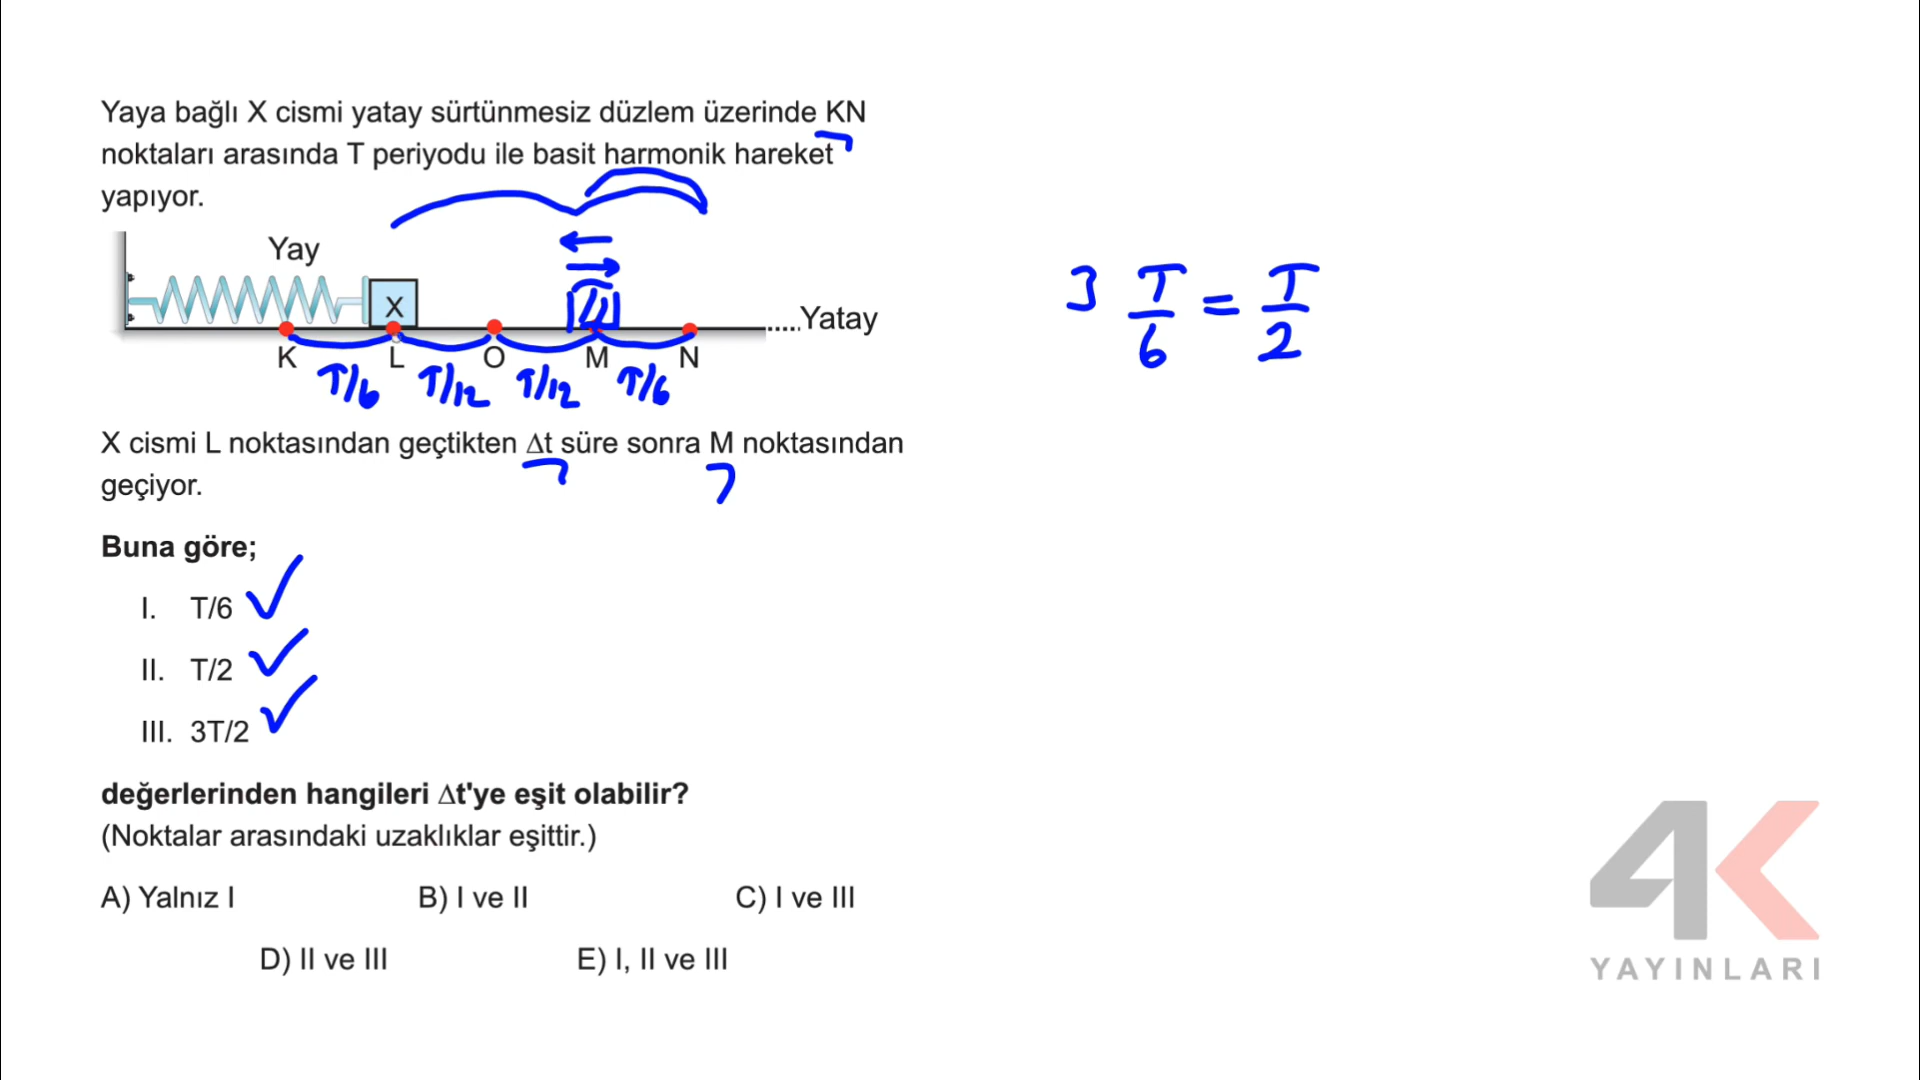 Yaya bağlı X cismi yatay sürtünmesiz düzlem üzerinde KN
noktaları arasında T periyodu ile basit harmonik hareket
yapıyor.
Yay
X
.....Yatay
K L O M N
T/6 T/12 T/12 T/6
3 T/6 = T/2
X cismi L noktasından geçtikten Δt süre sonra M noktasından
geçiyor.
Buna göre;
I. T/6
II. T/2
III. 3T/2
değerlerinden hangileri Δt'ye eşit olabilir?
(Noktalar arasındaki uzaklıklar eşittir.)
A) Yalnız I B) I ve II C) I ve III
D) II ve III E) I, II ve III
4K
YAYINLARI